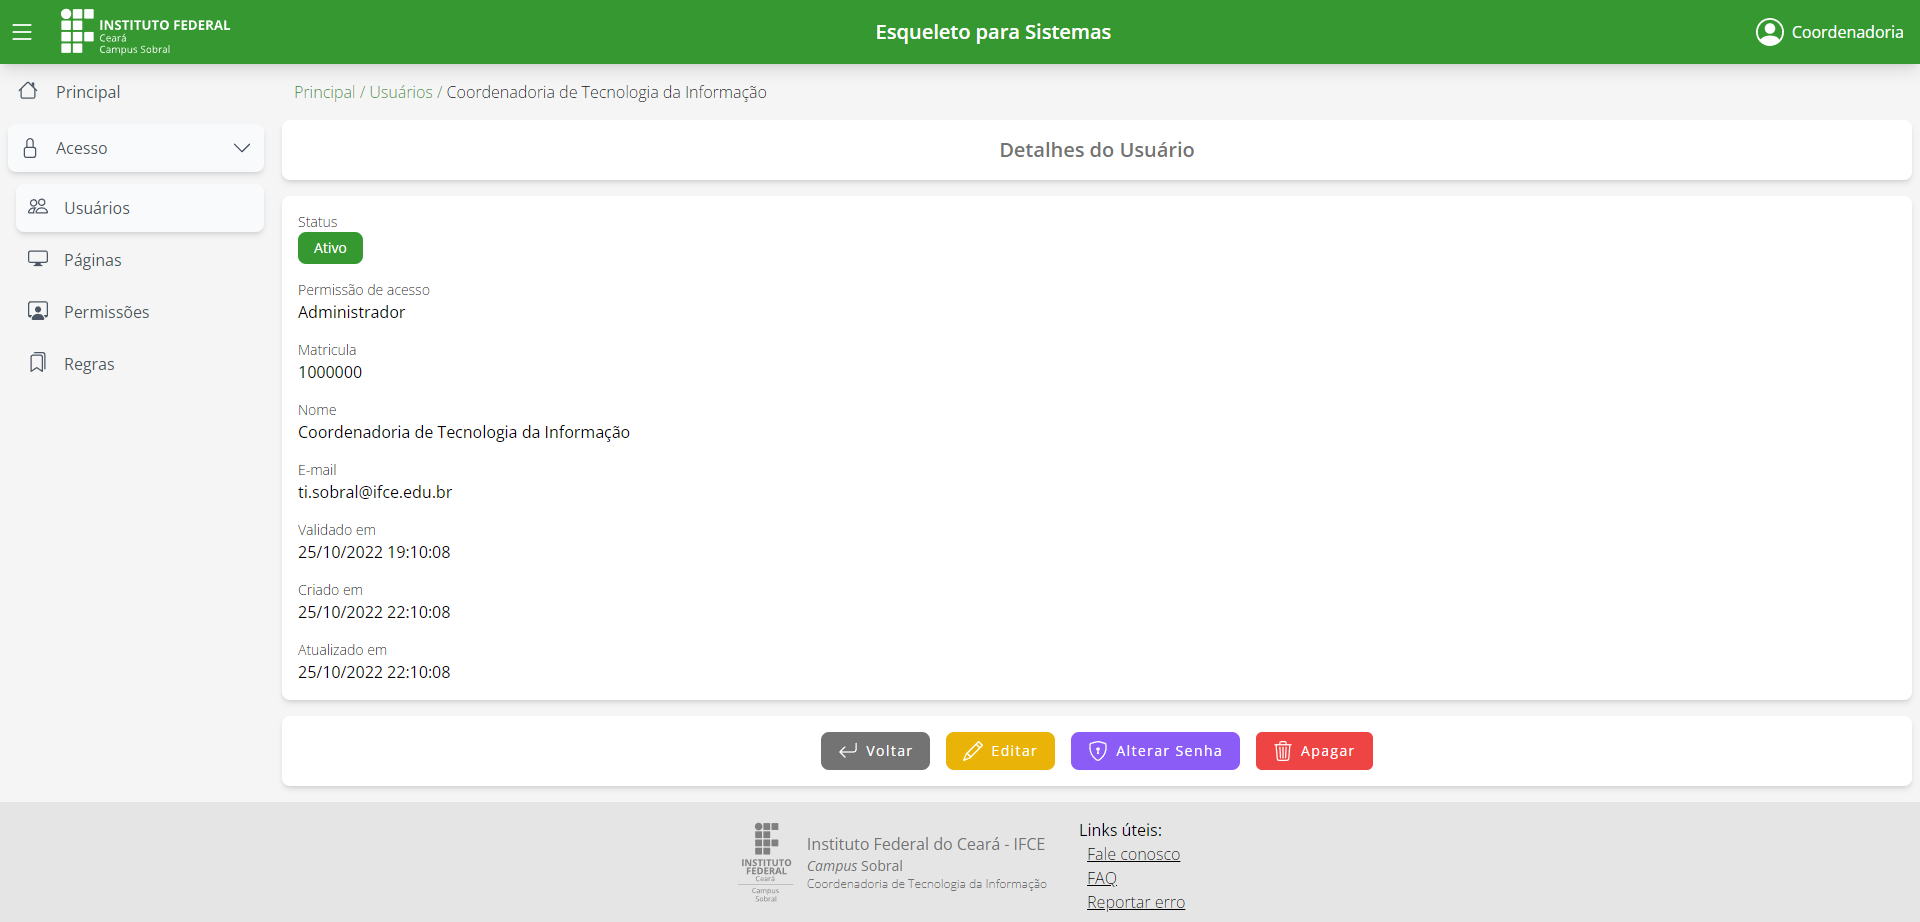 INSTITUTO FEDERAL
Ceará
Campus Sobral
Esqueleto para Sistemas
Coordenadoria
Principal
Acesso
Usuários
Páginas
Permissões
Regras
Principal / Usuários / Coordenadoria de Tecnologia da Informação
Detalhes do Usuário
Status
Ativo
Permissão de acesso
Administrador
Matricula
1000000
Nome
Coordenadoria de Tecnologia da Informação
E-mail
ti.sobral@ifce.edu.br
Validado em
25/10/2022 19:10:08
Criado em
25/10/2022 22:10:08
Atualizado em
25/10/2022 22:10:08
Voltar
Editar
Alterar Senha
Apagar
INSTITUTO
FEDERAL
Ceará
Campus
Sobral
Instituto Federal do Ceará - IFCE
Campus Sobral
Coordenadoria de Tecnologia da Informação
Links úteis:
Fale conosco
FAQ
Reportar erro